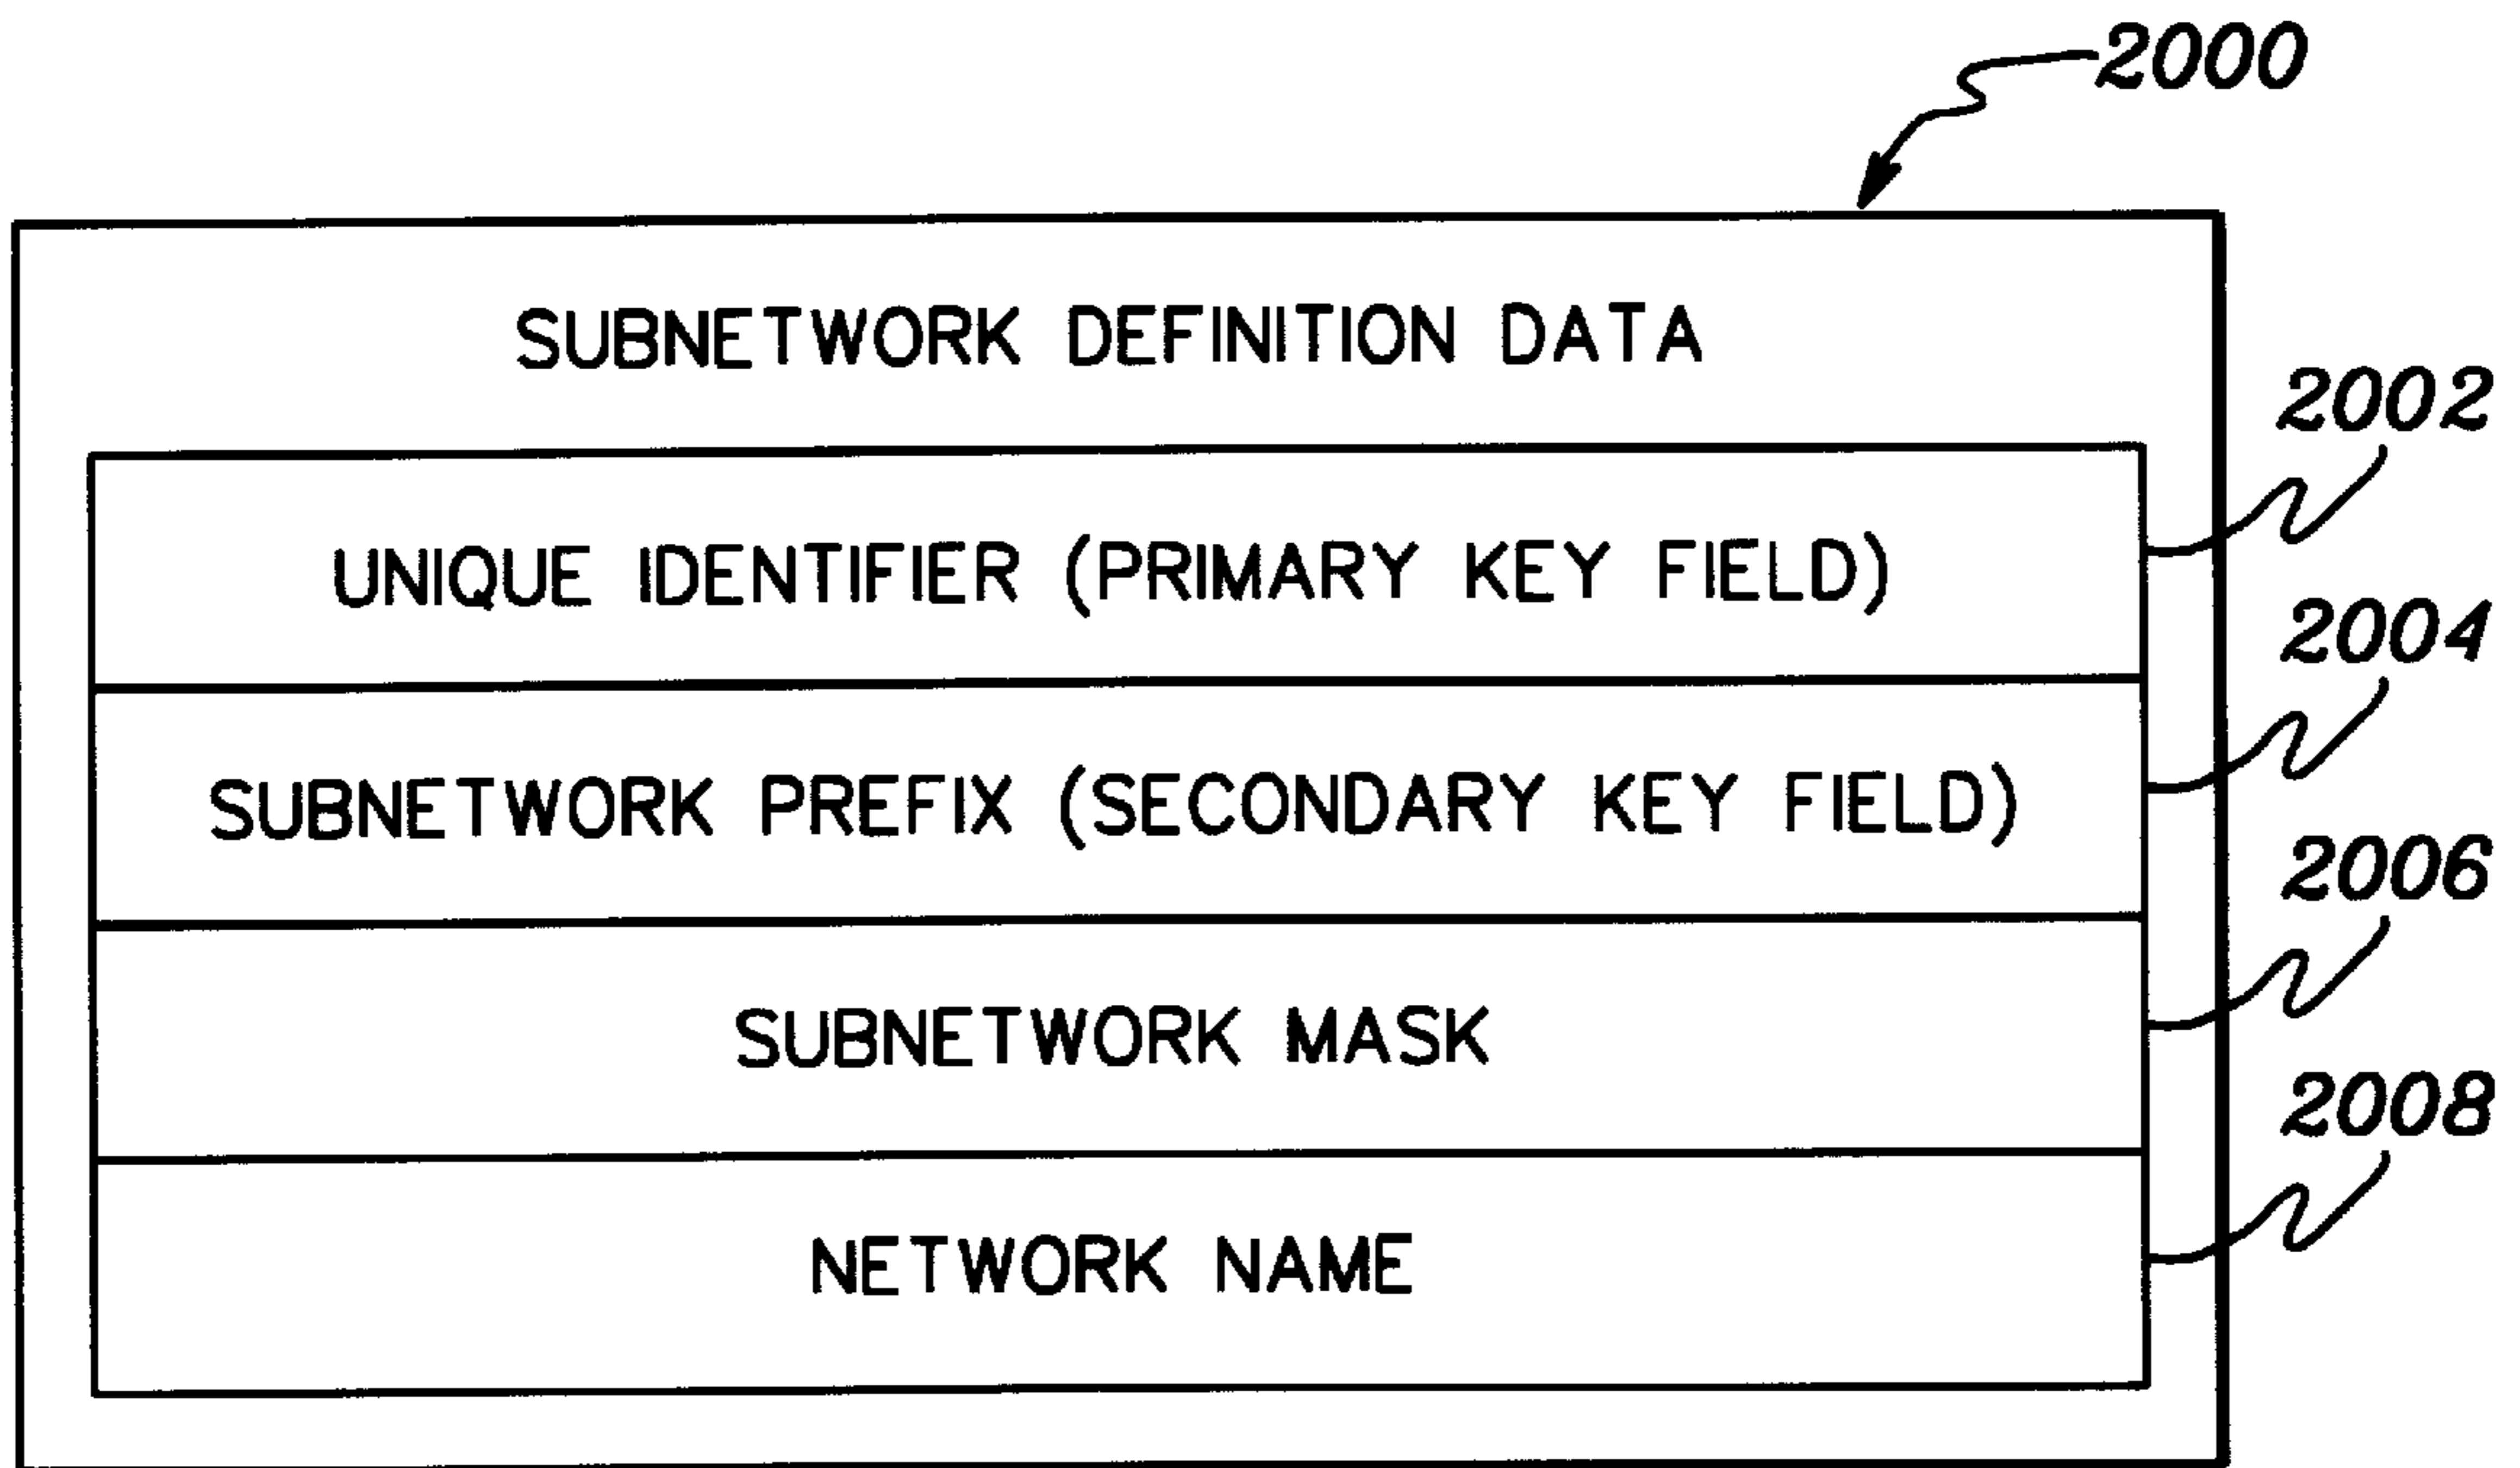 2000
SUBNETWORK DEFINITION DATA
2002
UNIQUE IDENTIFIER (PRIMARY KEY FIELD)
2004
SUBNETWORK PREFIX (SECONDARY KEY FIELD)
2006
SUBNETWORK MASK
2008
NETWORK NAME